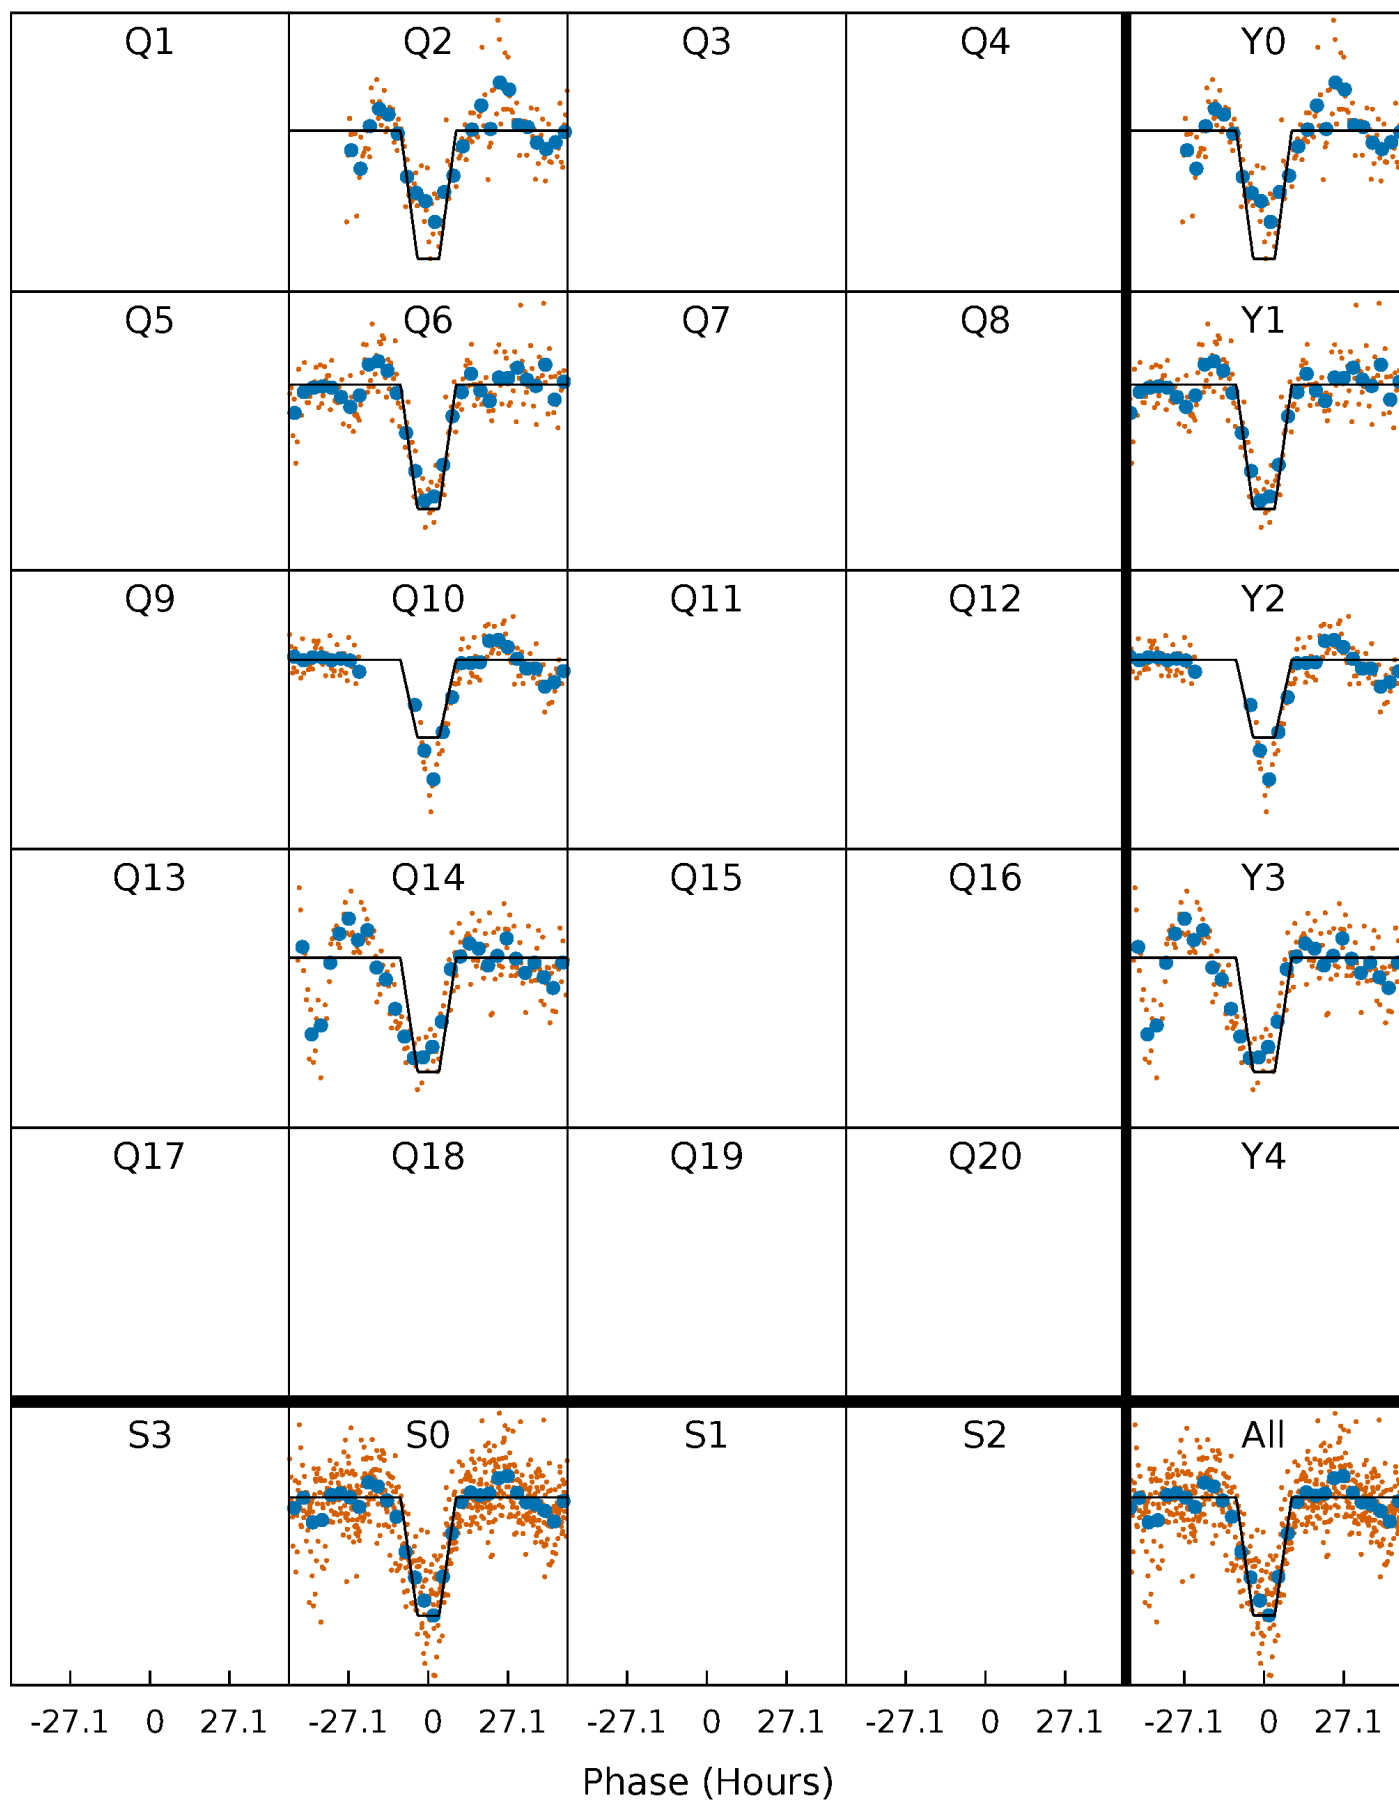 Q1 Q2 Q3 Q4 Y0
Q5 Q6 Q7 Q8 Y1
Q9 Q10 Q11 Q12 Y2
Q13 Q14 Q15 Q16 Y3
Q17 Q18 Q19 Q20 Y4
S3 S0 S1 S2 All
-27.1 0 27.1 -27.1 0 27.1 -27.1 0 27.1 -27.1 0 27.1 -27.1 0 27.1
Phase (Hours)